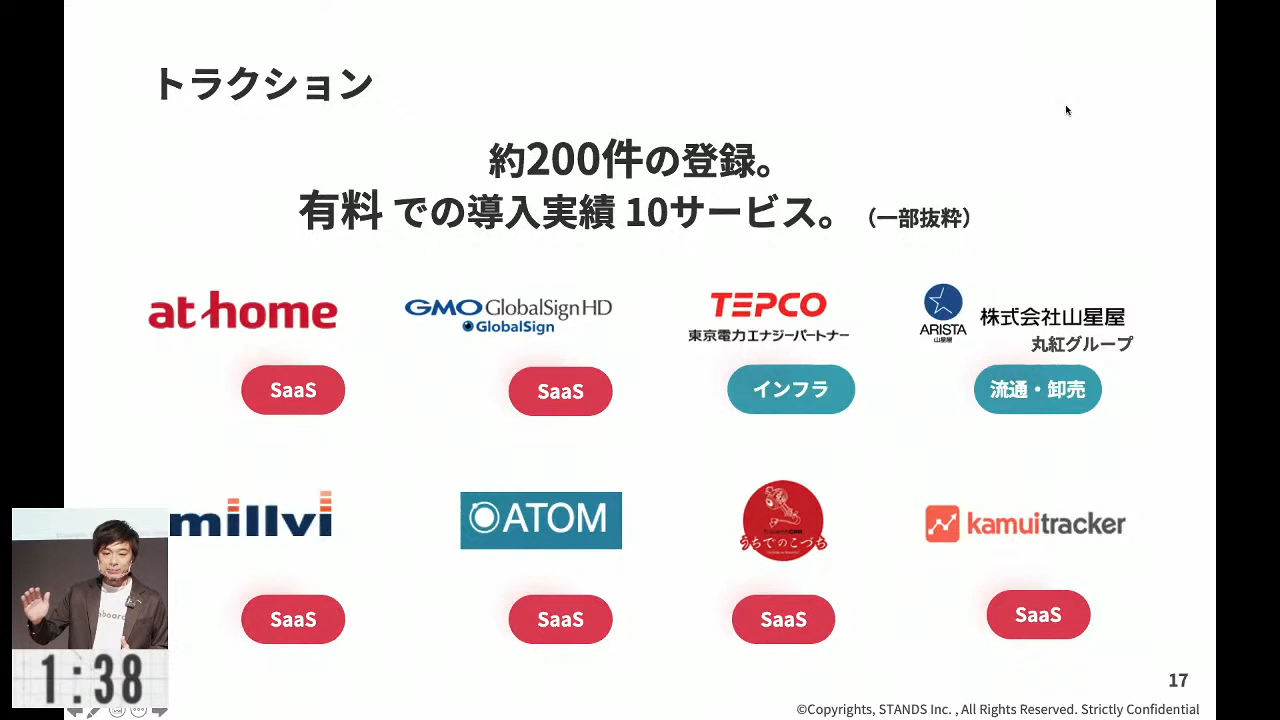 トラクション
約200件の登録。
有料 での導入実績 10サービス。 （一部抜粋）
at home
GMO GlobalSign HD
GlobalSign
TEPCO
東京電力エナジーパートナー
ARISTA
山星屋
株式会社山星屋
丸紅グループ
SaaS
SaaS
インフラ
流通・卸売
millvi
ATOM
うちでのこづち
kamuitracker
SaaS
SaaS
SaaS
SaaS
1:38
17
©Copyrights, STANDS Inc. , All Rights Reserved. Strictly Confidential